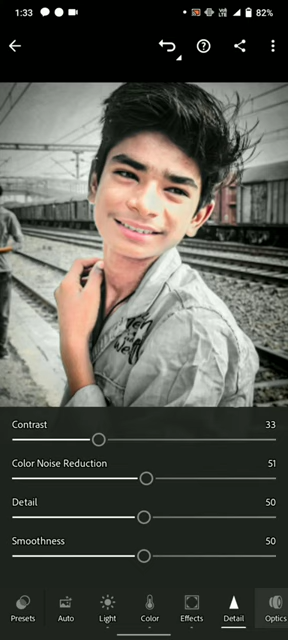 1:33
82%
Contrast 33
Color Noise Reduction 51
Detail 50
Smoothness 50
Presets Auto Light Color Effects Detail Optics